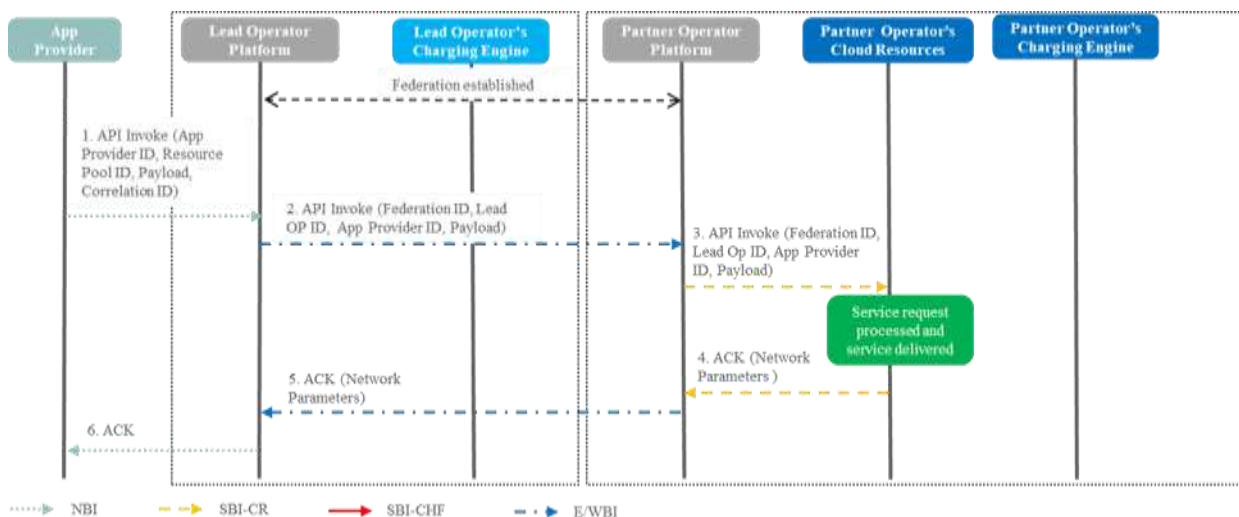 App
Provider
Lead Operator
Platform
Lead Operator's
Charging Engine
Partner Operator
Platform
Partner Operator's
Cloud Resources
Partner Operator's
Charging Engine
Federation established
1. API Invoke (App
Provider ID, Resource
Pool ID, Payload,
Correlation ID)
2. API Invoke (Federation ID, Lead
OP ID, App Provider ID, Payload)
3. API Invoke (Federation ID,
Lead Op ID, App Provider
ID, Payload)
Service request
processed and
service delivered
4. ACK (Network
Parameters )
5. ACK (Network
Parameters)
6. ACK
NBI
SBI-CR
SBI-CHF
E/WBI